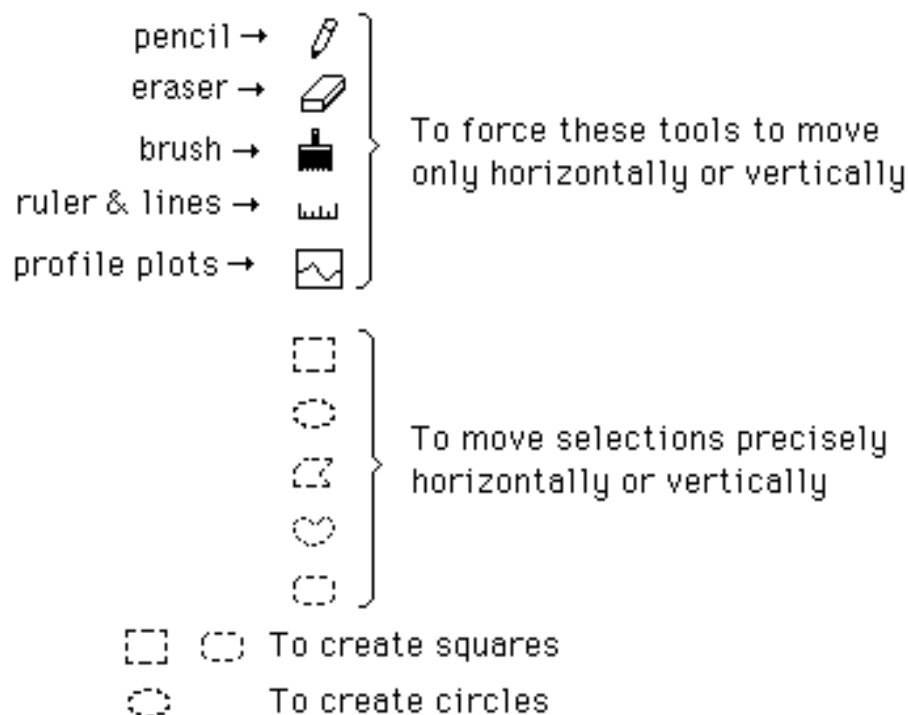 pencil →
eraser →
brush →
ruler & lines →
profile plots →
To force these tools to move
only horizontally or vertically
To move selections precisely
horizontally or vertically
To create squares
To create circles